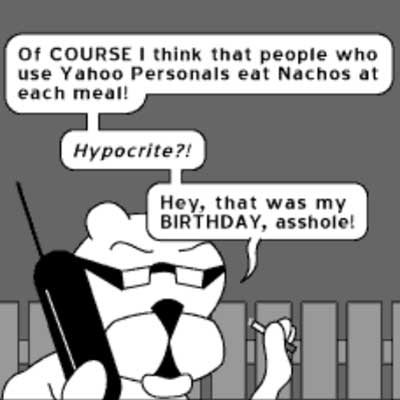 Of COURSE I think that people who
use Yahoo Personals eat Nachos at
each meal!
Hypocrite?!
Hey, that was my
BIRTHDAY, asshole!